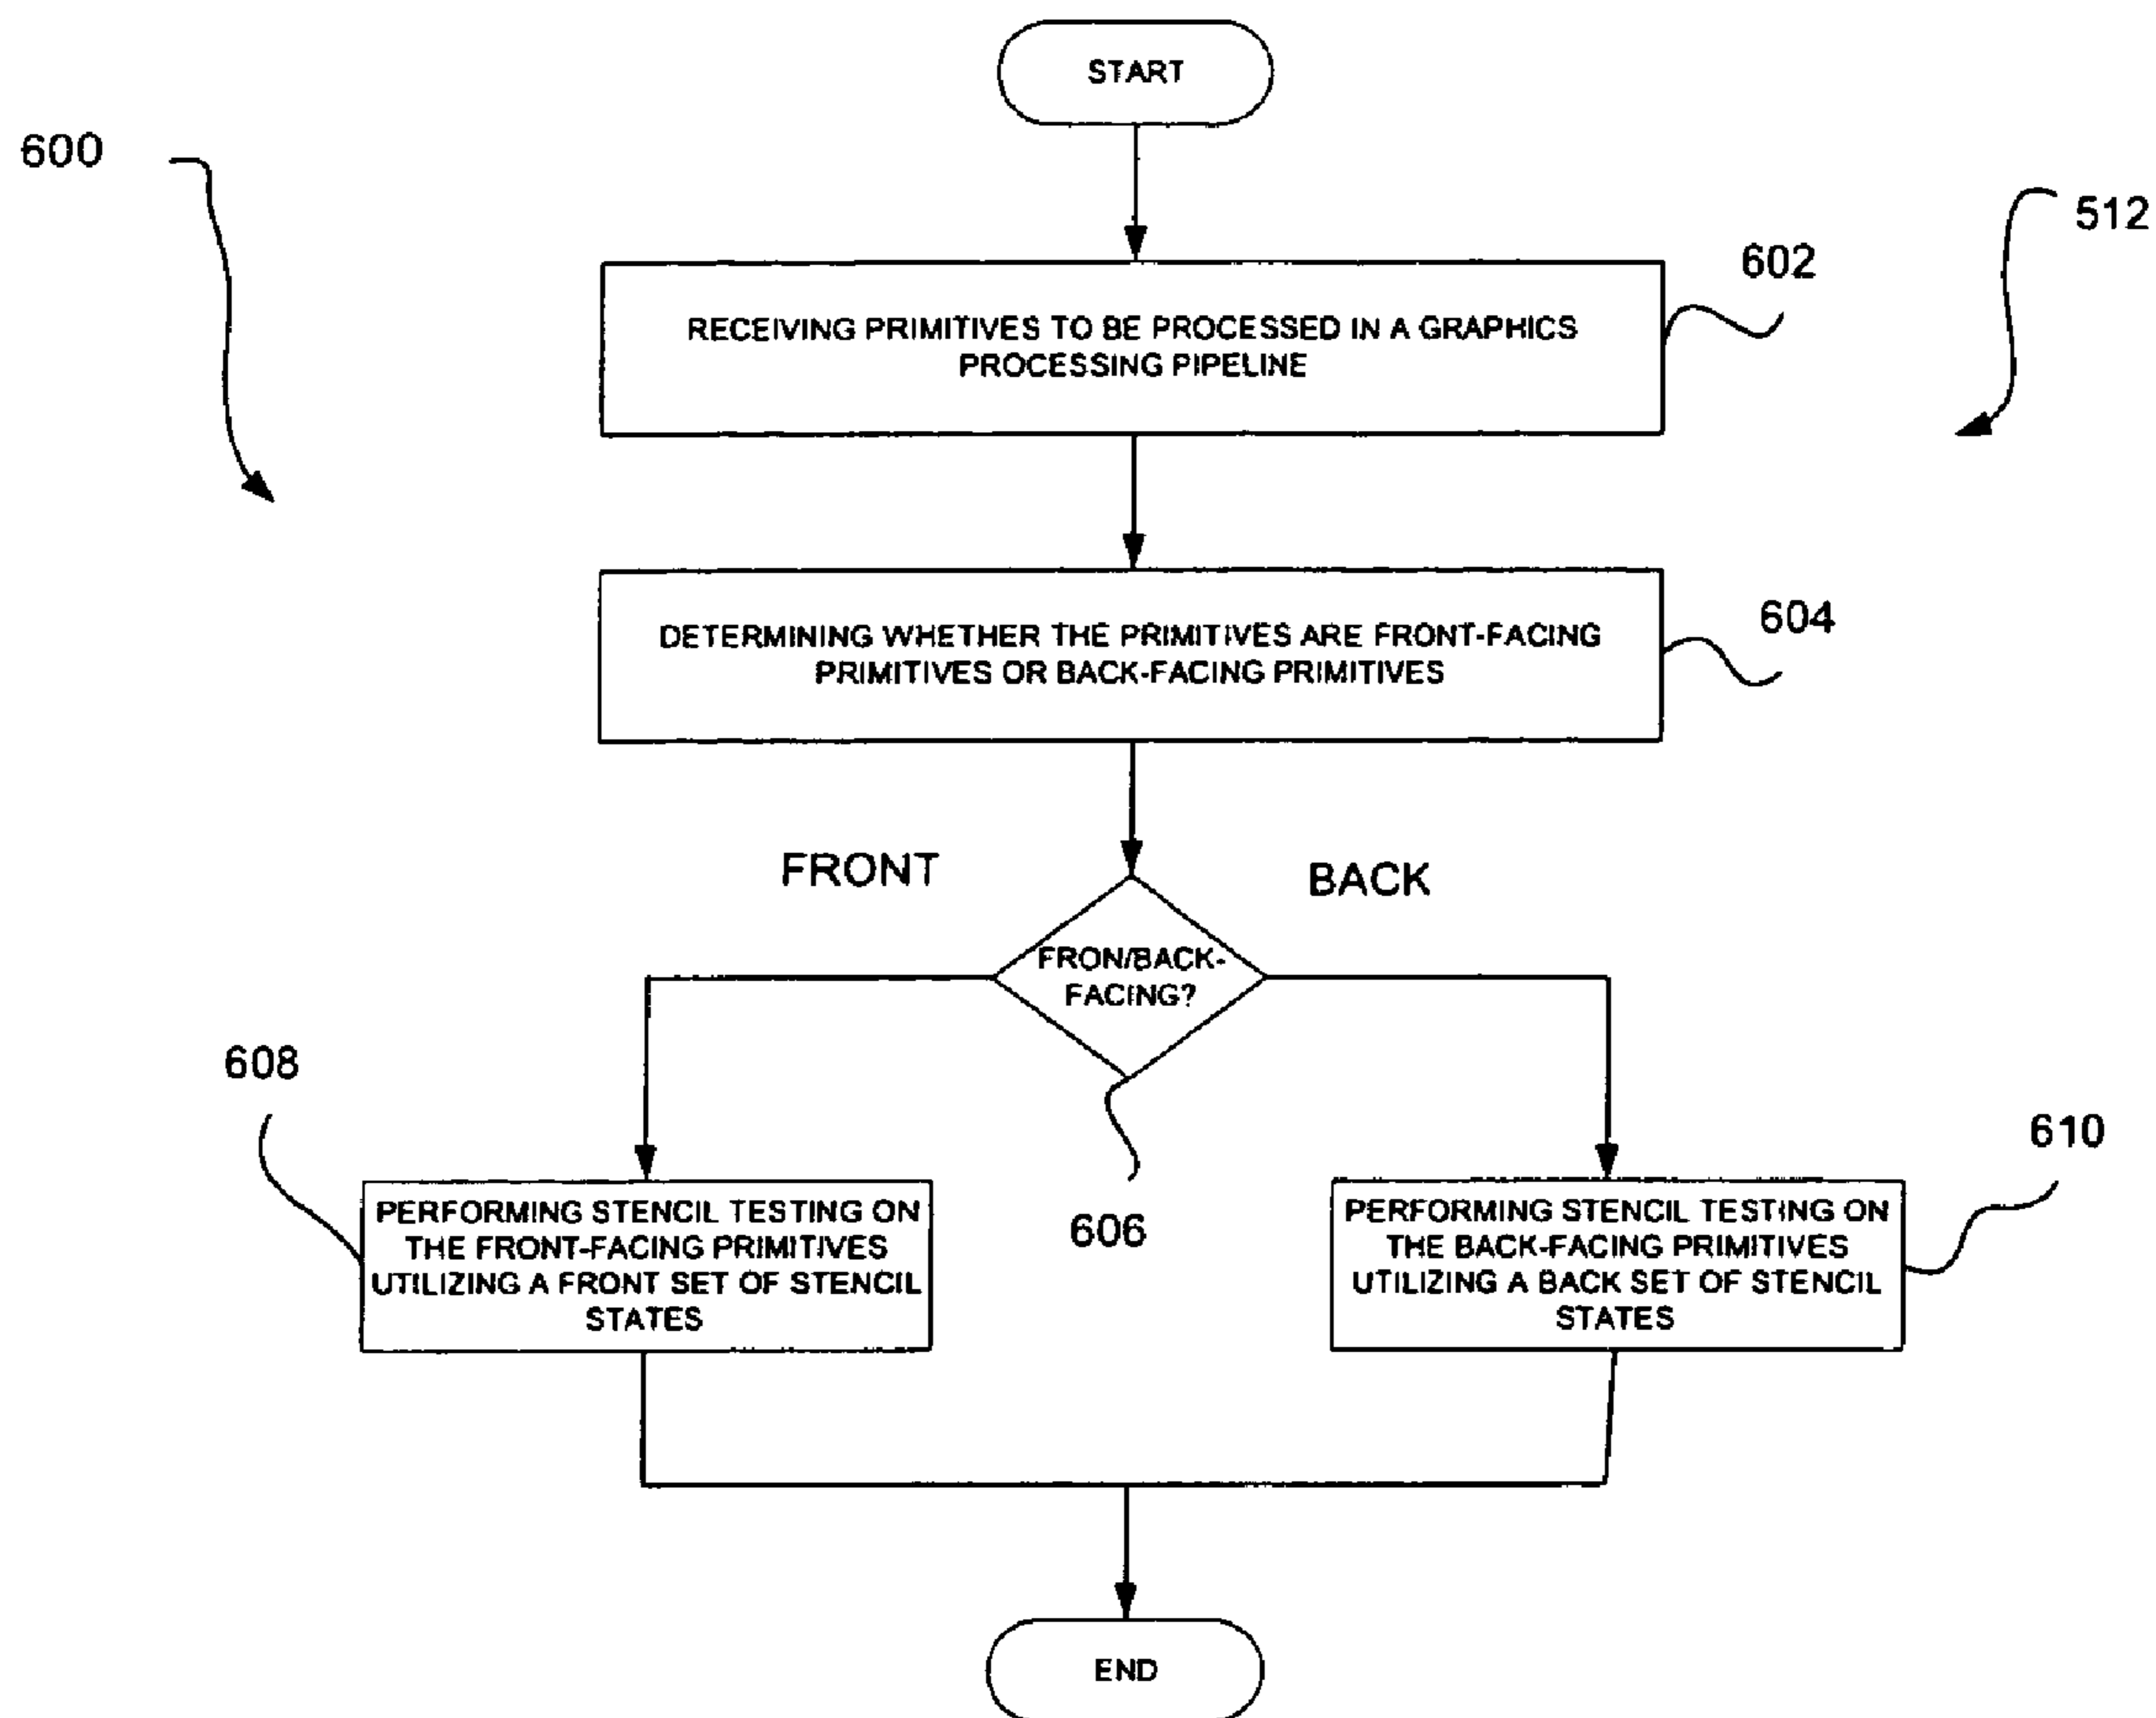 START
600
512
602
RECEIVING PRIMITIVES TO BE PROCESSED IN A GRAPHICS
PROCESSING PIPELINE
604
DETERMINING WHETHER THE PRIMITIVES ARE FRONT-FACING
PRIMITIVES OR BACK-FACING PRIMITIVES
FRONT
BACK
FRON/BACK-
FACING?
608
606
610
PERFORMING STENCIL TESTING ON
THE FRONT-FACING PRIMITIVES
UTILIZING A FRONT SET OF STENCIL
STATES
PERFORMING STENCIL TESTING ON
THE BACK-FACING PRIMITIVES
UTILIZING A BACK SET OF STENCIL
STATES
END